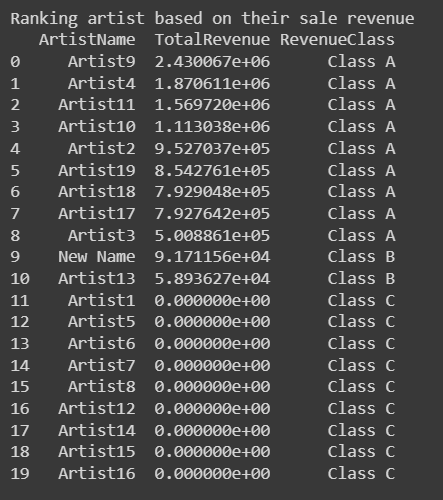 Ranking artist based on their sale revenue
ArtistName TotalRevenue RevenueClass
0 Artist9 2.430067e+06 Class A
1 Artist4 1.870611e+06 Class A
2 Artist11 1.569720e+06 Class A
3 Artist10 1.113038e+06 Class A
4 Artist2 9.527037e+05 Class A
5 Artist19 8.542761e+05 Class A
6 Artist18 7.929048e+05 Class A
7 Artist17 7.927642e+05 Class A
8 Artist3 5.008861e+05 Class A
9 New Name 9.171156e+04 Class B
10 Artist13 5.893627e+04 Class B
11 Artist1 0.000000e+00 Class C
12 Artist5 0.000000e+00 Class C
13 Artist6 0.000000e+00 Class C
14 Artist7 0.000000e+00 Class C
15 Artist8 0.000000e+00 Class C
16 Artist12 0.000000e+00 Class C
17 Artist14 0.000000e+00 Class C
18 Artist15 0.000000e+00 Class C
19 Artist16 0.000000e+00 Class C